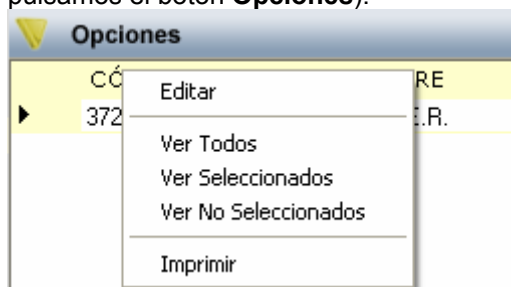 pulsamos el botón Opciones).
Opciones
CÓ RE
Editar
372 E.R.
Ver Todos
Ver Seleccionados
Ver No Seleccionados
Imprimir